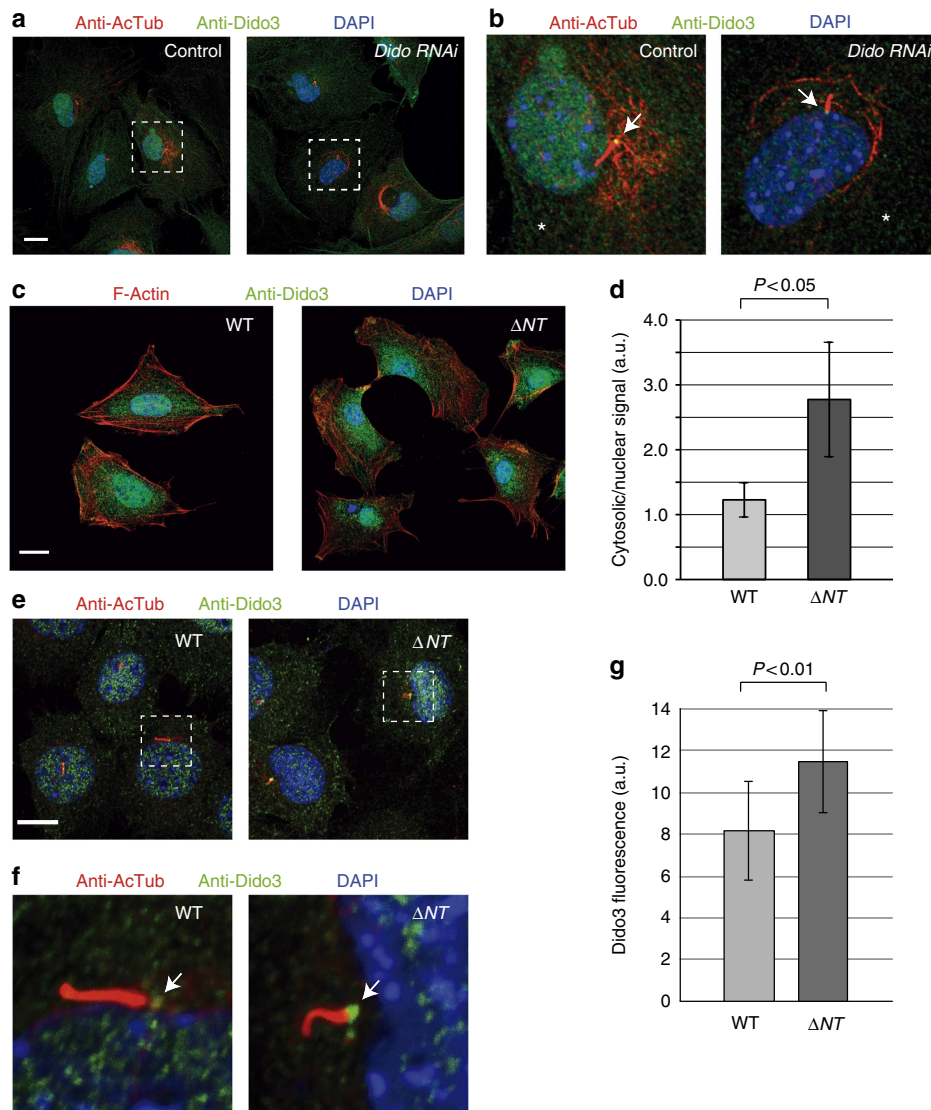 a
Anti-AcTub Anti-Dido3 DAPI
Control
Dido RNAi
b
Anti-AcTub Anti-Dido3 DAPI
Control
Dido RNAi
*
*
c
F-Actin Anti-Dido3 DAPI
WT
ΔNT
d
P<0.05
Cytosolic/nuclear signal (a.u.)
4.0
3.0
2.0
1.0
0.0
WT ΔNT
e
Anti-AcTub Anti-Dido3 DAPI
WT
ΔNT
f
Anti-AcTub Anti-Dido3 DAPI
WT
ΔNT
g
P<0.01
Dido3 fluorescence (a.u.)
14
12
10
8
6
4
2
0
WT ΔNT